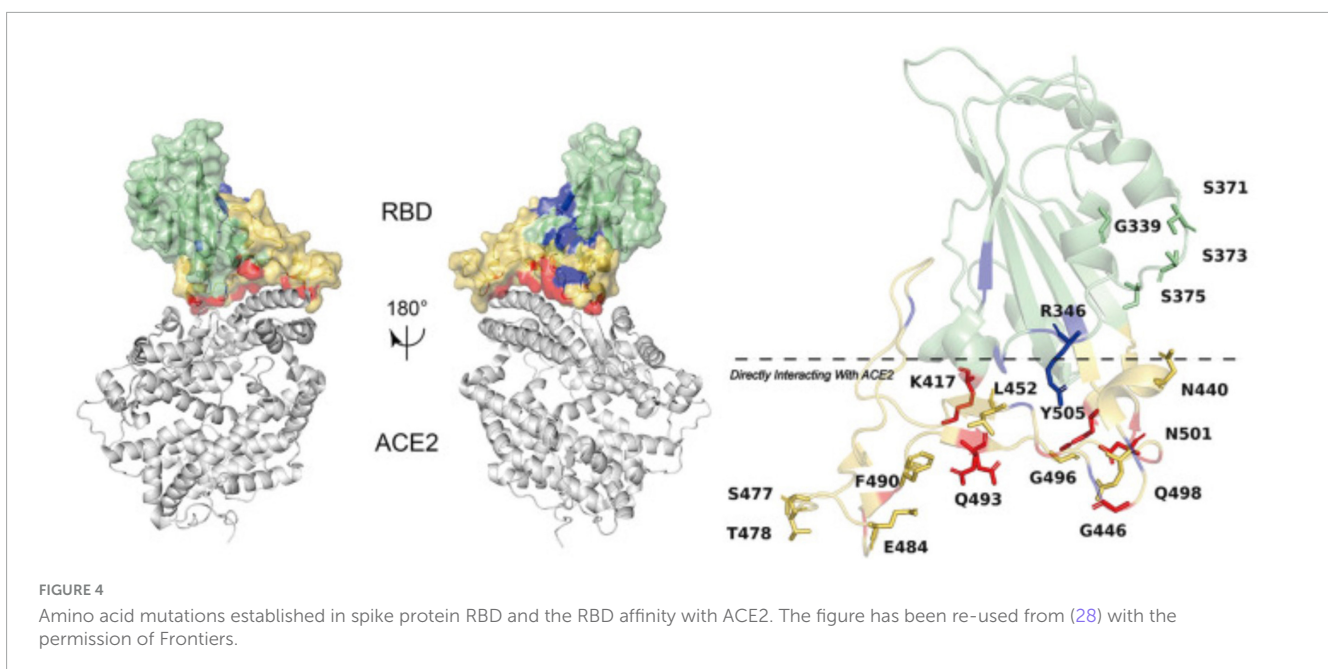 RBD
180°
ACE2
S371
G339
S373
S375
R346
Directly Interacting With ACE2
K417
L452
N440
Y505
N501
F490
G496
S477
Q493
Q498
T478
E484
G446
FIGURE 4
Amino acid mutations established in spike protein RBD and the RBD affinity with ACE2. The figure has been re-used from (28) with the
permission of Frontiers.